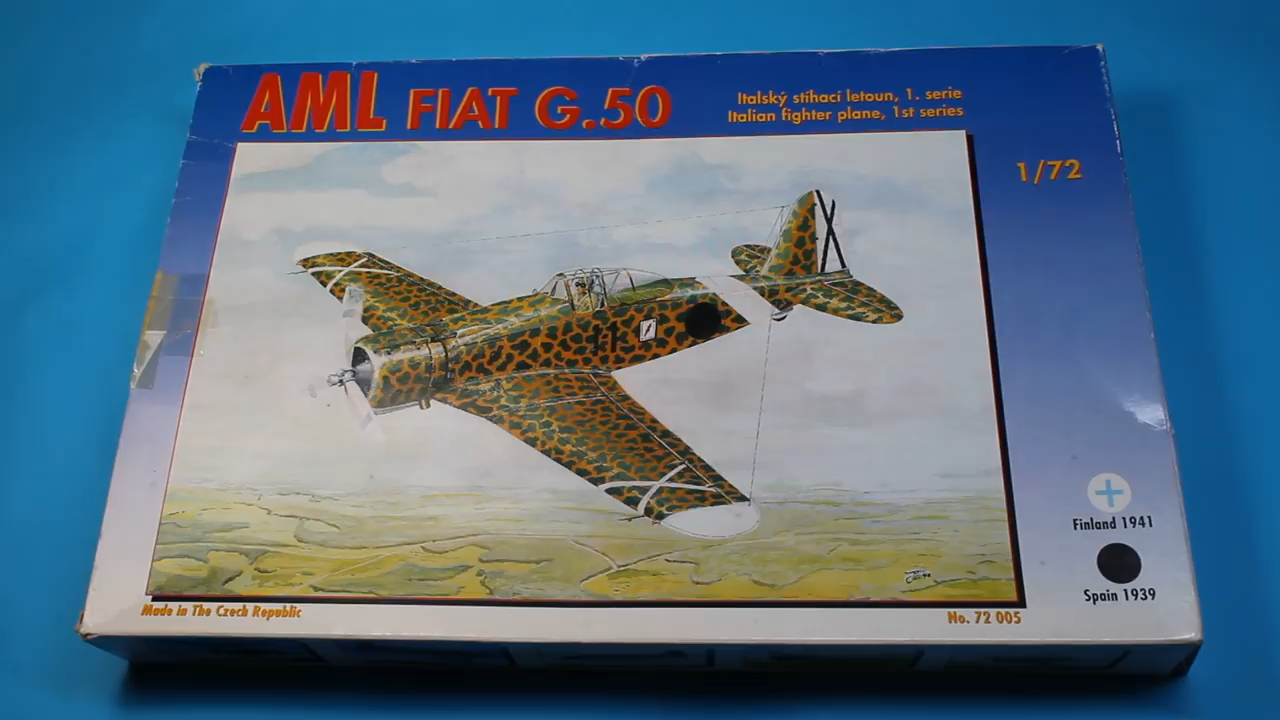 AML FIAT G.50
Italský stíhací letoun, 1. serie
Italian fighter plane, 1st series
1/72
11
Finland 1941
Spain 1939
Made in The Czech Republic
No. 72 005